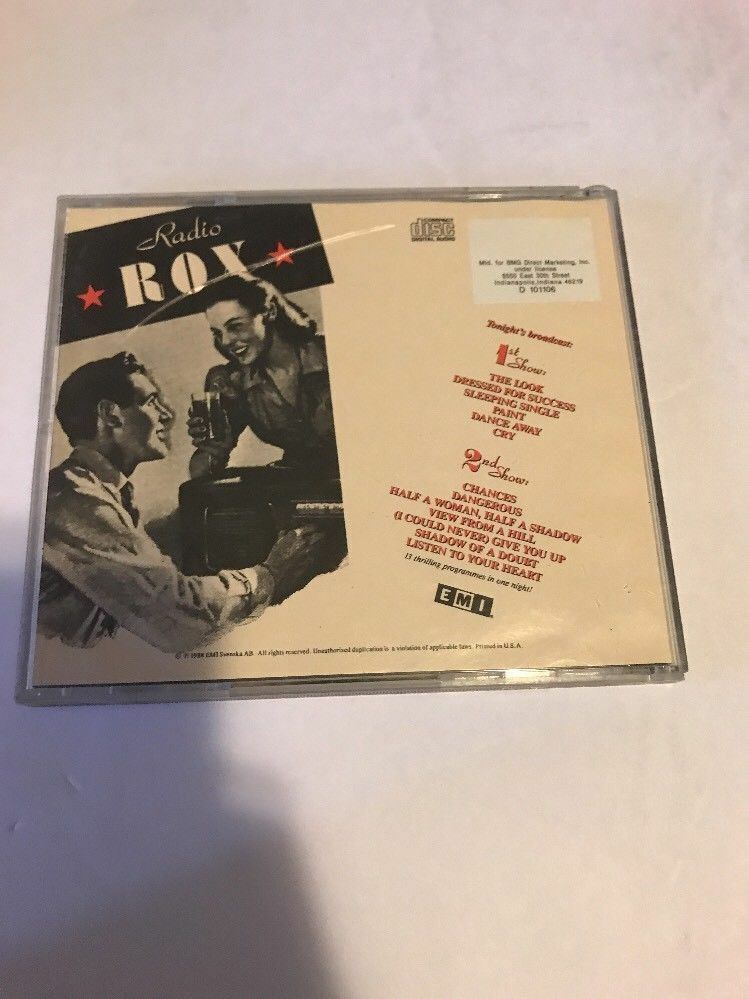 Radio
ROX
COMPACT
disc
DIGITAL AUDIO
Mfd. for BMG Direct Marketing, Inc.
under license
6550 East 30th Street
Indianapolis, Indiana 46219
D 101106
Tonight's broadcast:
1st Show:
THE LOOK
DRESSED FOR SUCCESS
SLEEPING SINGLE
PAINT
DANCE AWAY
CRY
2nd Show:
CHANCES
DANGEROUS
HALF A WOMAN, HALF A SHADOW
VIEW FROM A HILL
(I COULD NEVER) GIVE YOU UP
SHADOW OF A DOUBT
LISTEN TO YOUR HEART
13 thrilling programmes in one night!
EMI
© ℗ 1988 EMI Svenska AB All rights reserved. Unauthorised duplication is a violation of applicable laws. Printed in U.S.A.